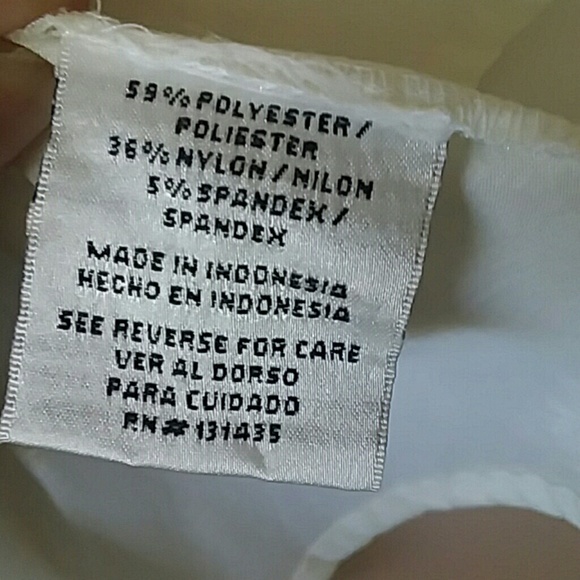 59% POLYESTER /
POLIESTER
36% NYLON / NILON
5% SPANDEX /
SPANDEX
MADE IN INDONESIA
HECHO EN INDONESIA
SEE REVERSE FOR CARE
VER AL DORSO
PARA CUIDADO
RN# 131435